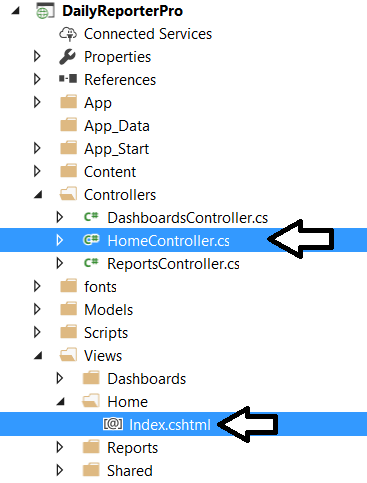 DailyReporterPro
Connected Services
Properties
References
App
App_Data
App_Start
Content
Controllers
DashboardsController.cs
HomeController.cs
ReportsController.cs
fonts
Models
Scripts
Views
Dashboards
Home
Index.cshtml
Reports
Shared